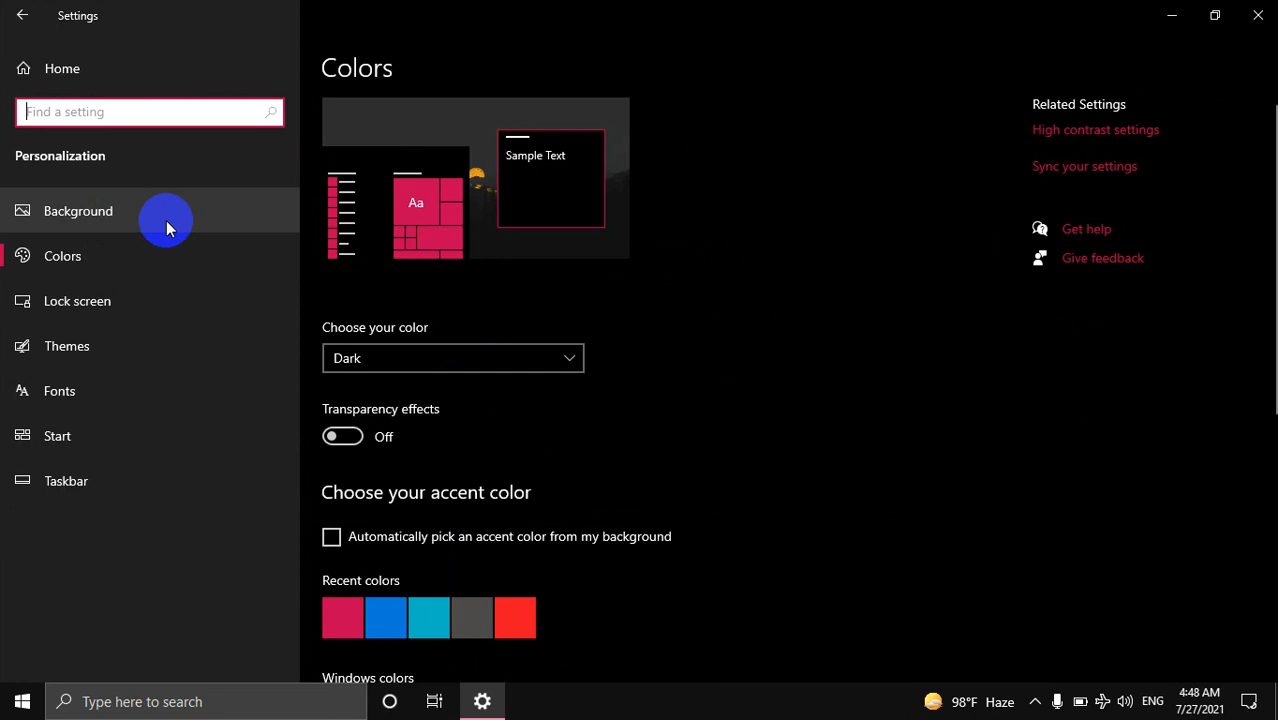 Settings
Home
Find a setting
Personalization
Background
Colors
Lock screen
Themes
Fonts
Start
Taskbar
Colors
Sample Text
Aa
Choose your color
Dark
Transparency effects
Off
Choose your accent color
Automatically pick an accent color from my background
Recent colors
Windows colors
Related Settings
High contrast settings
Sync your settings
Get help
Give feedback
Type here to search
98°F Haze
ENG
4:48 AM
7/27/2021